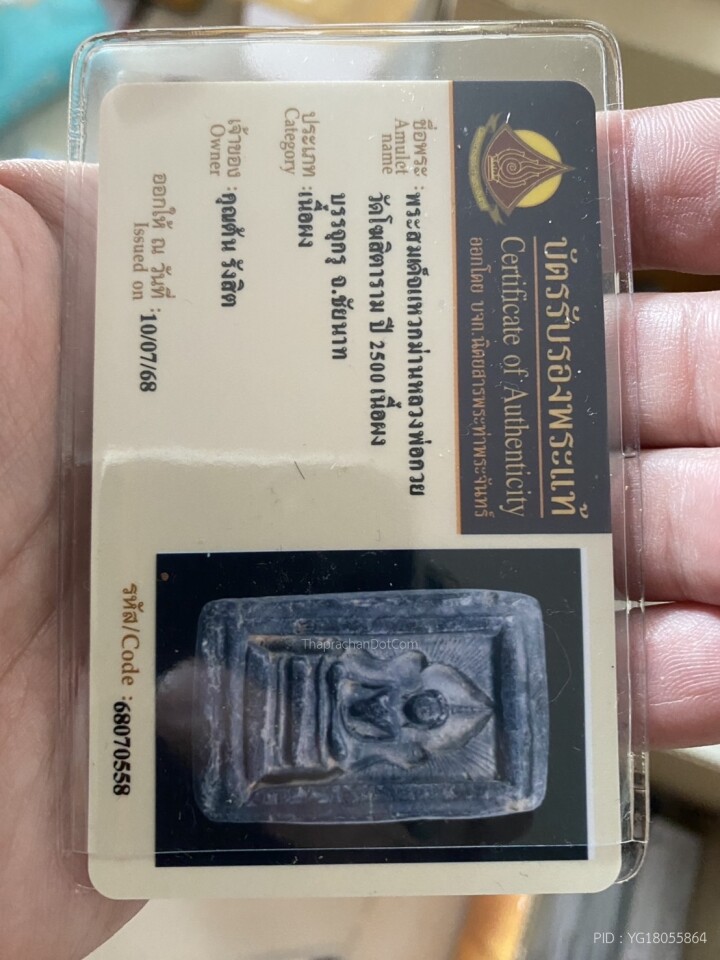 บัตรรับรองพระแท้
Certificate of Authenticity
ออกโดย บจก.นิตยสารพระท่าพระจันทร์
ชื่อพระ : พระสมเด็จแหวกม่านหลวงพ่อกวย
Amulet name
วัดโฆสิตาราม ปี 2500 เนื้อผง
บรรจุกรุ จ.ชัยนาท
ประเภท : เนื้อผง
Category
เจ้าของ : คุณต้น รังสิต
Owner
ออกให้ ณ วันที่ : 10/07/68
Issued on
รหัส/Code : 68070558
ThaprachanDotCom
PID : YG18055864